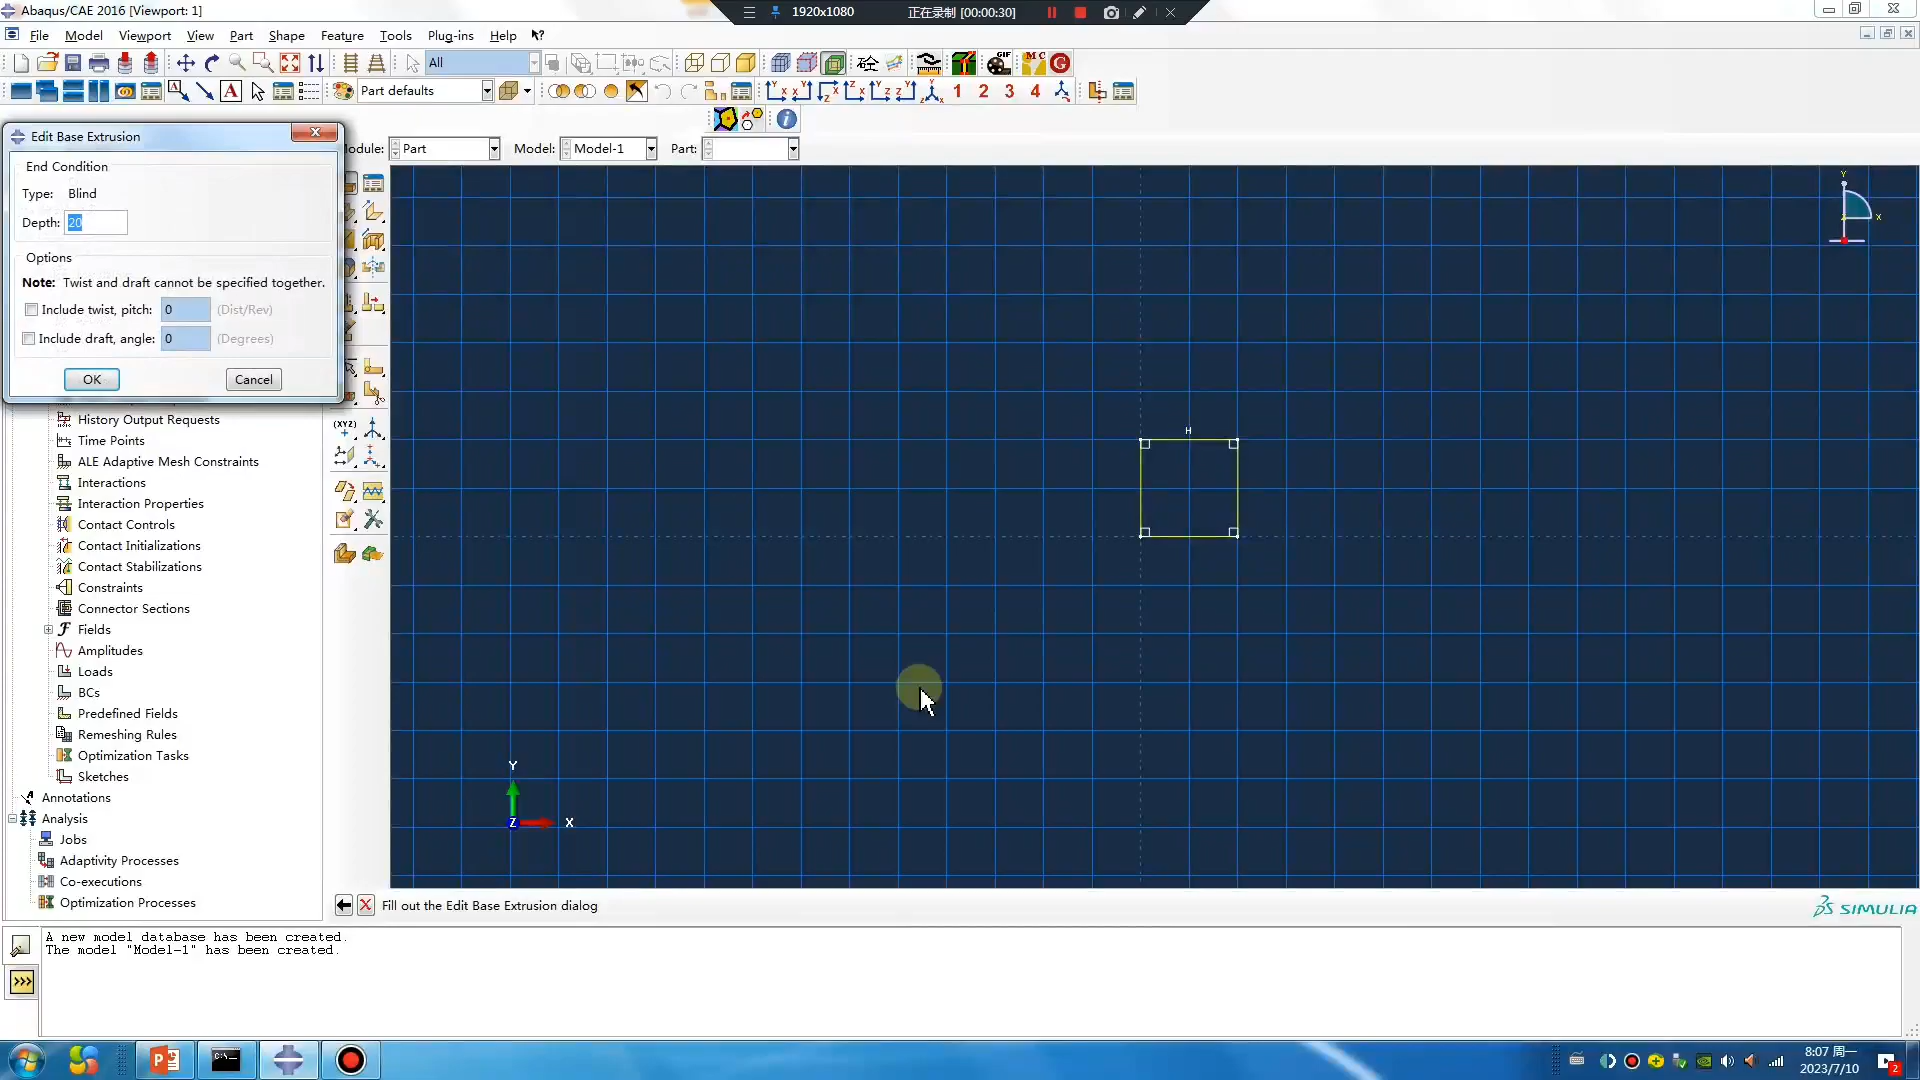 Abaqus/CAE 2016 [Viewport: 1]
1920x1080
正在录制 [00:00:30]
File Model Viewport View Part Shape Feature Tools Plug-ins Help
All
GIF
M C
G
砼
A
Part defaults
1 2 3 4
Edit Base Extrusion
Module: Part Model: Model-1 Part:
End Condition
Type: Blind
Depth: 20
Options
Note: Twist and draft cannot be specified together.
Include twist, pitch: 0 (Dist/Rev)
Include draft, angle: 0 (Degrees)
OK Cancel
(XYZ)
History Output Requests
Time Points
ALE Adaptive Mesh Constraints
Interactions
Interaction Properties
Contact Controls
Contact Initializations
Contact Stabilizations
Constraints
Connector Sections
Fields
Amplitudes
Loads
BCs
Predefined Fields
Remeshing Rules
Optimization Tasks
Sketches
Annotations
Analysis
Jobs
Adaptivity Processes
Co-executions
Optimization Processes
Y
X
H
Y
Z
X
Fill out the Edit Base Extrusion dialog
SIMULIA
A new model database has been created.
The model "Model-1" has been created.
>>>
8:07 周一
2023/7/10
2